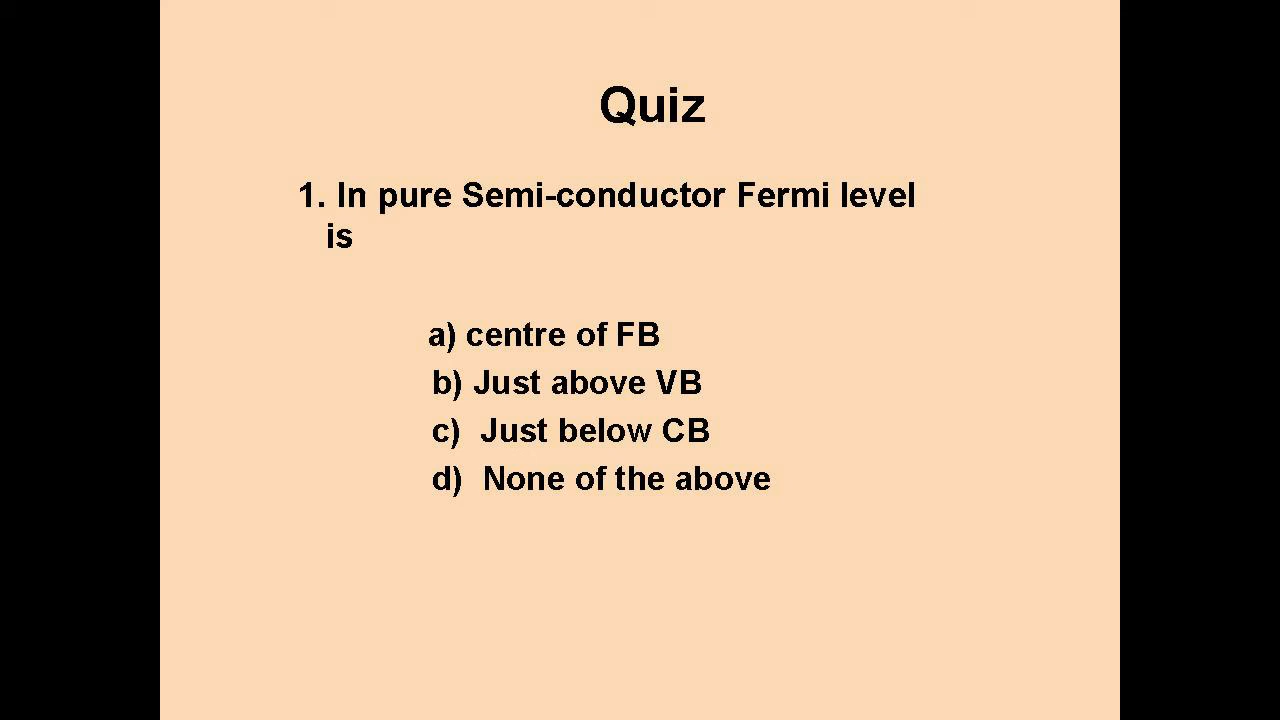 Quiz
1. In pure Semi-conductor Fermi level
is
a) centre of FB
b) Just above VB
c) Just below CB
d) None of the above